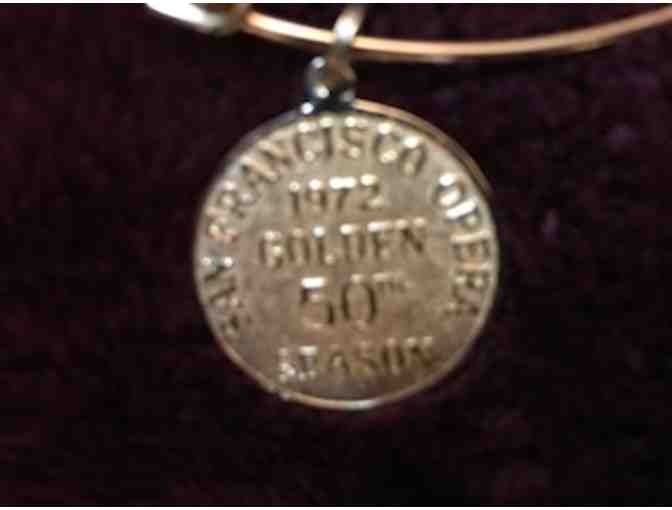 SAN FRANCISCO OPERA
1972
GOLDEN
50TH
SEASON